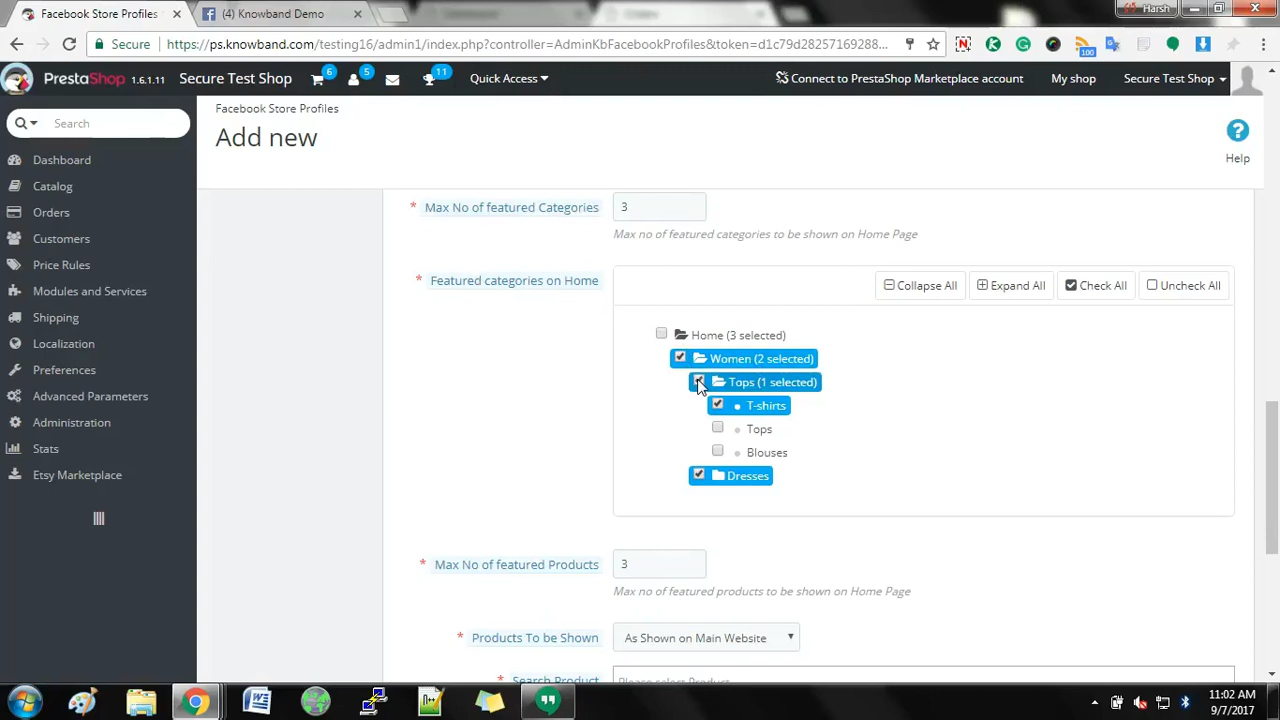 Store Profiles
(4) Knowband Demo
Harsh
Secure
https://ps.knowband.com/testing16/admin1/index.php?controller=AdminKbFacebookProfiles&token=d1c79d28257169288...
100
PrestaShop 1.6.1.11
Secure Test Shop
6
5
11
Quick Access
Connect to PrestaShop Marketplace account
My shop
Secure Test Shop
Search
Facebook Store Profiles
Add new
Help
Dashboard
Catalog
Orders
Customers
Price Rules
Modules and Services
Shipping
Localization
Preferences
Advanced Parameters
Administration
Stats
Etsy Marketplace
* Max No of featured Categories
3
Max no of featured categories to be shown on Home Page
* Featured categories on Home
Collapse All
Expand All
Check All
Uncheck All
Home (3 selected)
Women (2 selected)
Tops (1 selected)
T-shirts
Tops
Blouses
Dresses
* Max No of featured Products
3
Max no of featured products to be shown on Home Page
* Products To be Shown
As Shown on Main Website
* Search Product
Please select Product
11:02 AM
9/7/2017